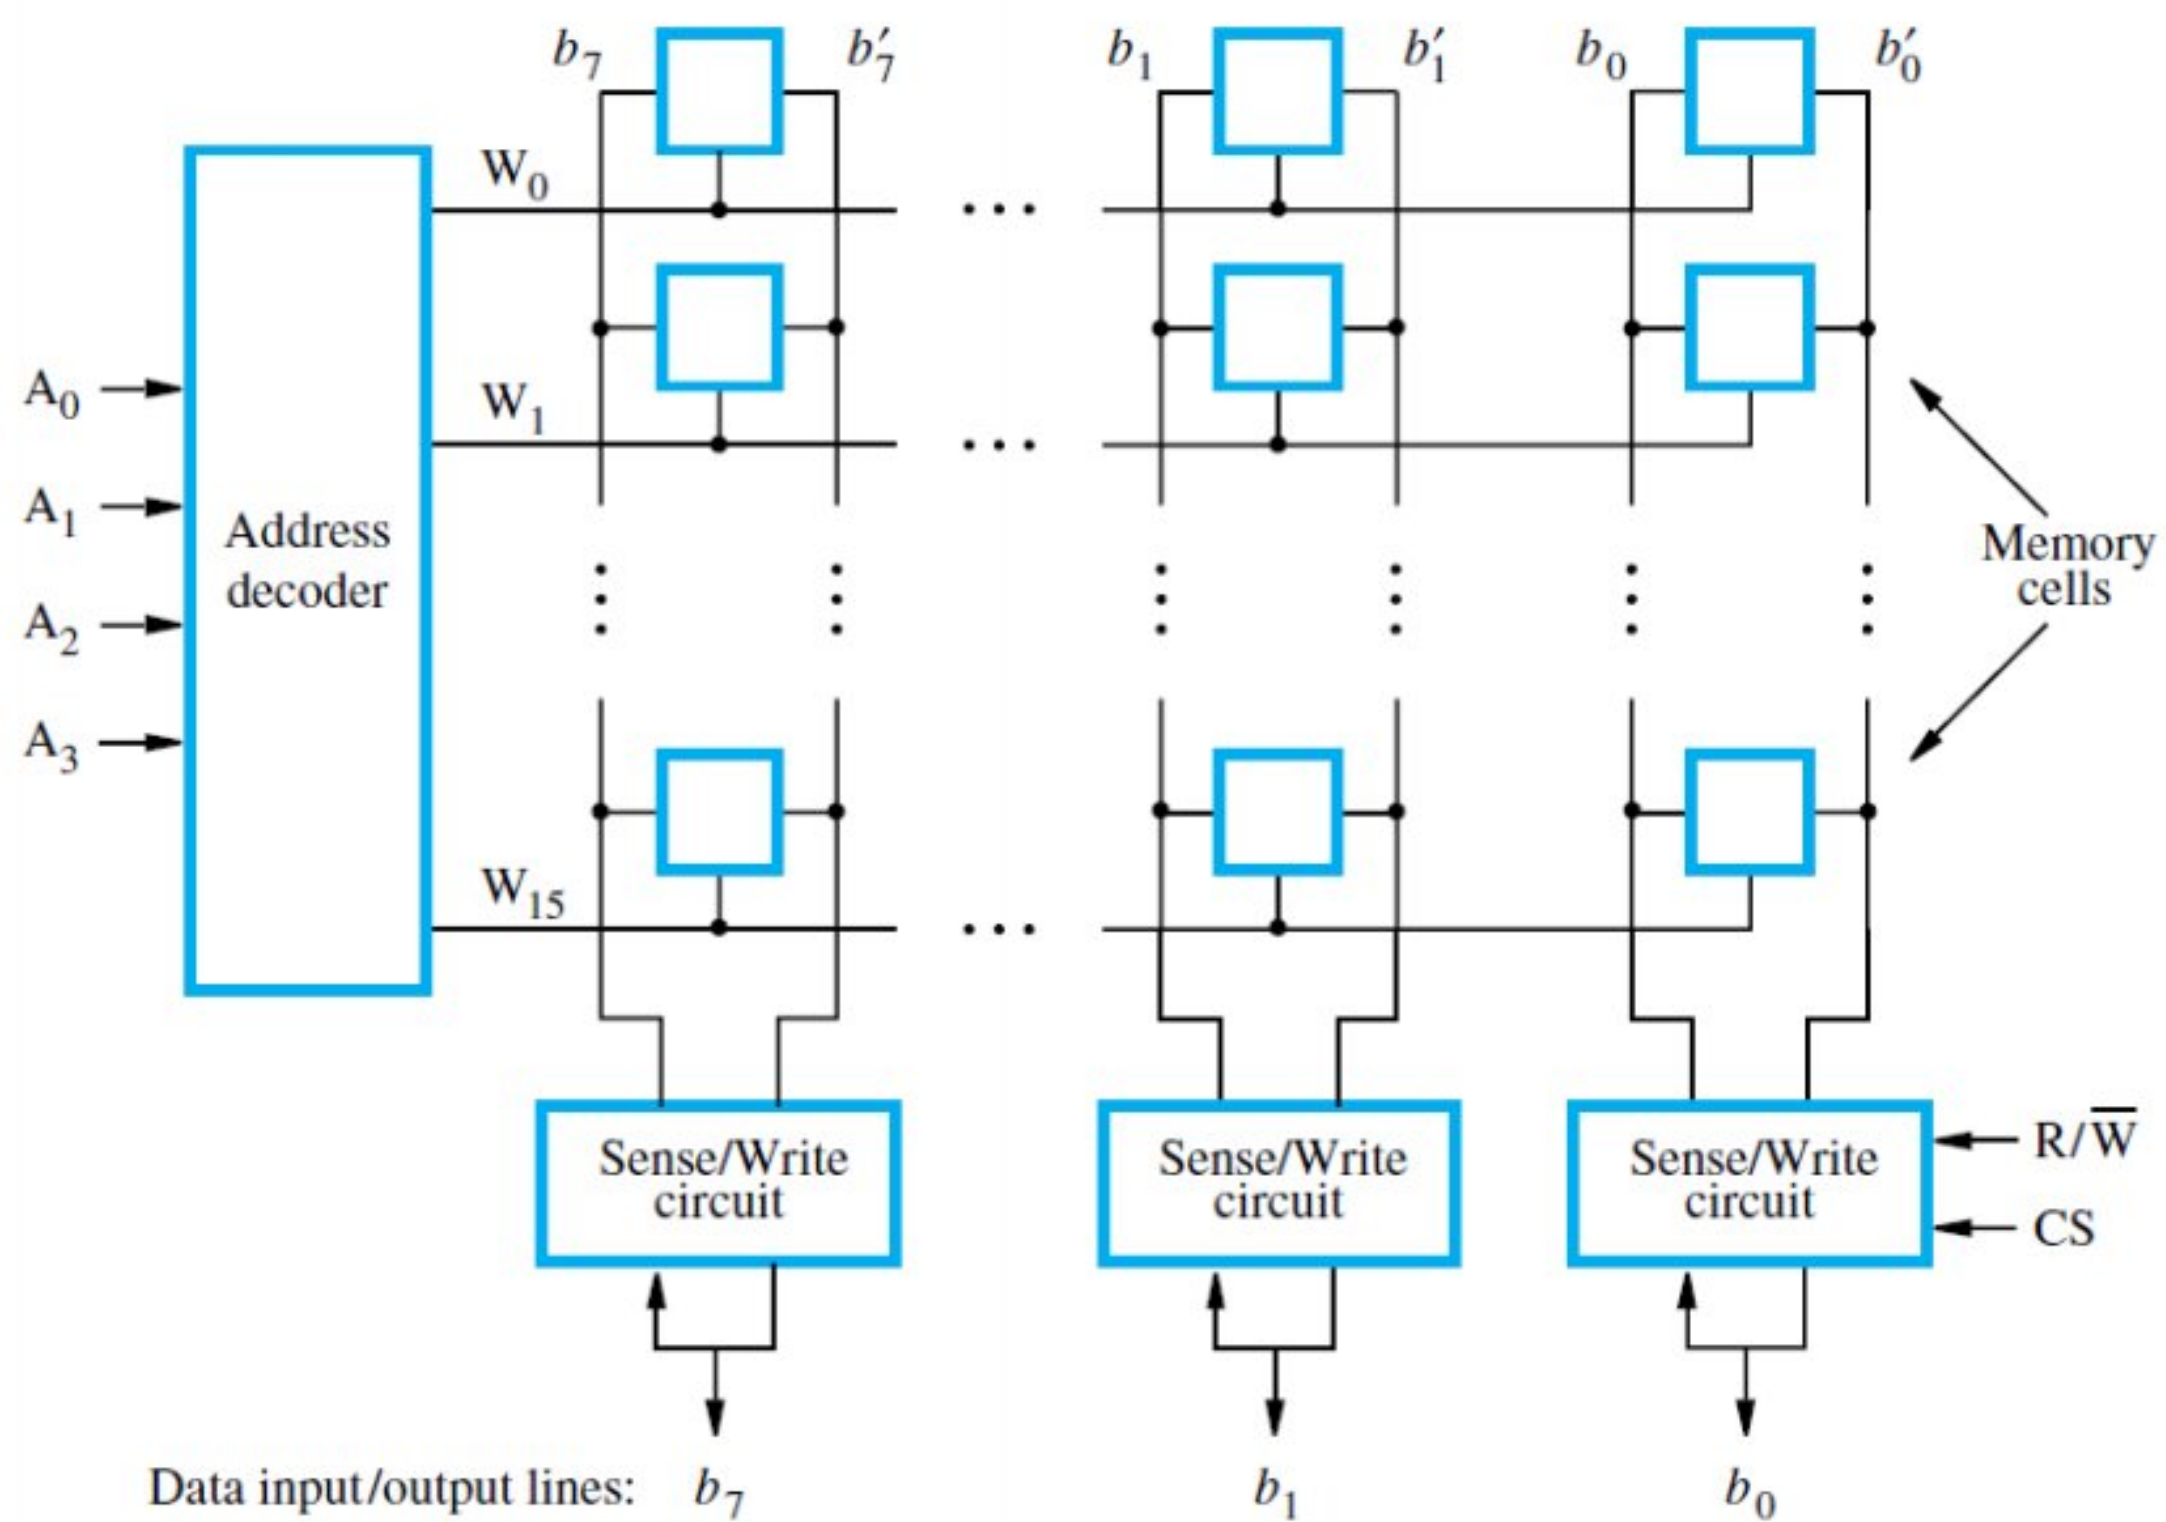 b₇ b′₇ b₁ b′₁ b₀ b′₀
W₀
W₁
A₀
A₁
A₂
A₃
Address
decoder
Memory
cells
W₁₅
Sense/Write
circuit
Sense/Write
circuit
Sense/Write
circuit
R/W̅
CS
Data input/output lines: b₇ b₁ b₀